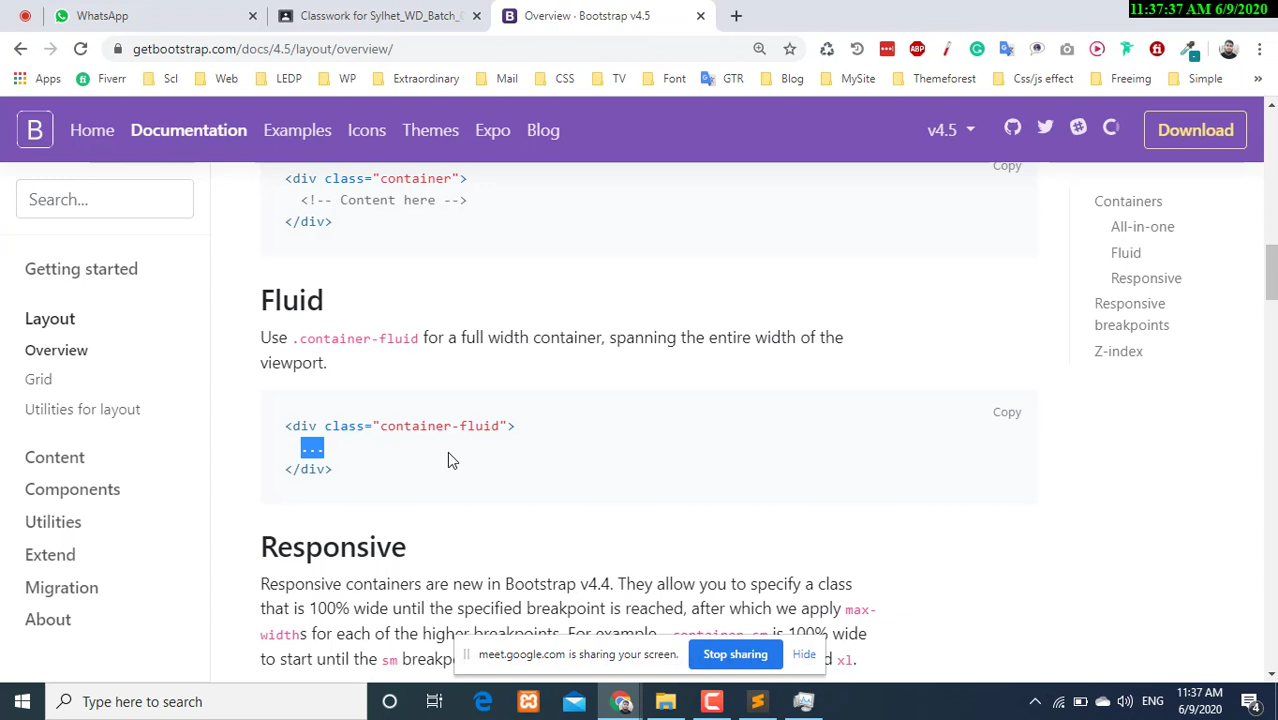 11:37:37 AM 6/9/2020
WhatsApp
Classwork for Sylhet_WD_Batch_
Overview · Bootstrap v4.5
getbootstrap.com/docs/4.5/layout/overview/
Apps Fiverr Scl Web LEDP WP Extraordinary Mail CSS TV Font GTR Blog MySite Themeforest Css/js effect Freeimg Simple
B Home Documentation Examples Icons Themes Expo Blog v4.5 Download
Search...
Getting started
Layout
Overview
Grid
Utilities for layout
Content
Components
Utilities
Extend
Migration
About
Copy
<div class="container">
<!-- Content here -->
</div>
Fluid
Use .container-fluid for a full width container, spanning the entire width of the
viewport.
Copy
<div class="container-fluid">
...
</div>
Responsive
Responsive containers are new in Bootstrap v4.4. They allow you to specify a class
that is 100% wide until the specified breakpoint is reached, after which we apply max-
widths for each of the higher breakpoints. For example, .container-sm is 100% wide
to start until the sm breakp
xl.
Containers
All-in-one
Fluid
Responsive
Responsive
breakpoints
Z-index
meet.google.com is sharing your screen. Stop sharing Hide
Type here to search
ENG
11:37 AM
6/9/2020
4